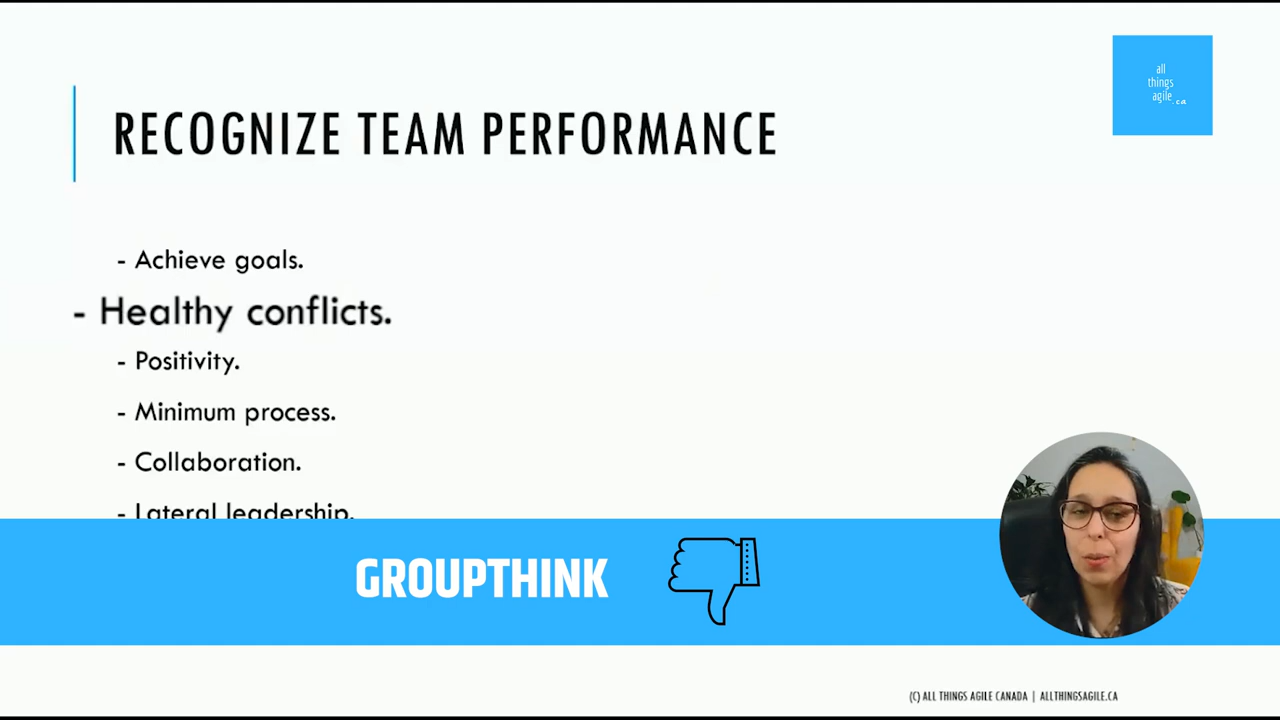 all
things
agile.ca
RECOGNIZE TEAM PERFORMANCE
- Achieve goals.
- Healthy conflicts.
- Positivity.
- Minimum process.
- Collaboration.
- Lateral leadership.
GROUPTHINK
(C) ALL THINGS AGILE CANADA | ALLTHINGSAGILE.CA